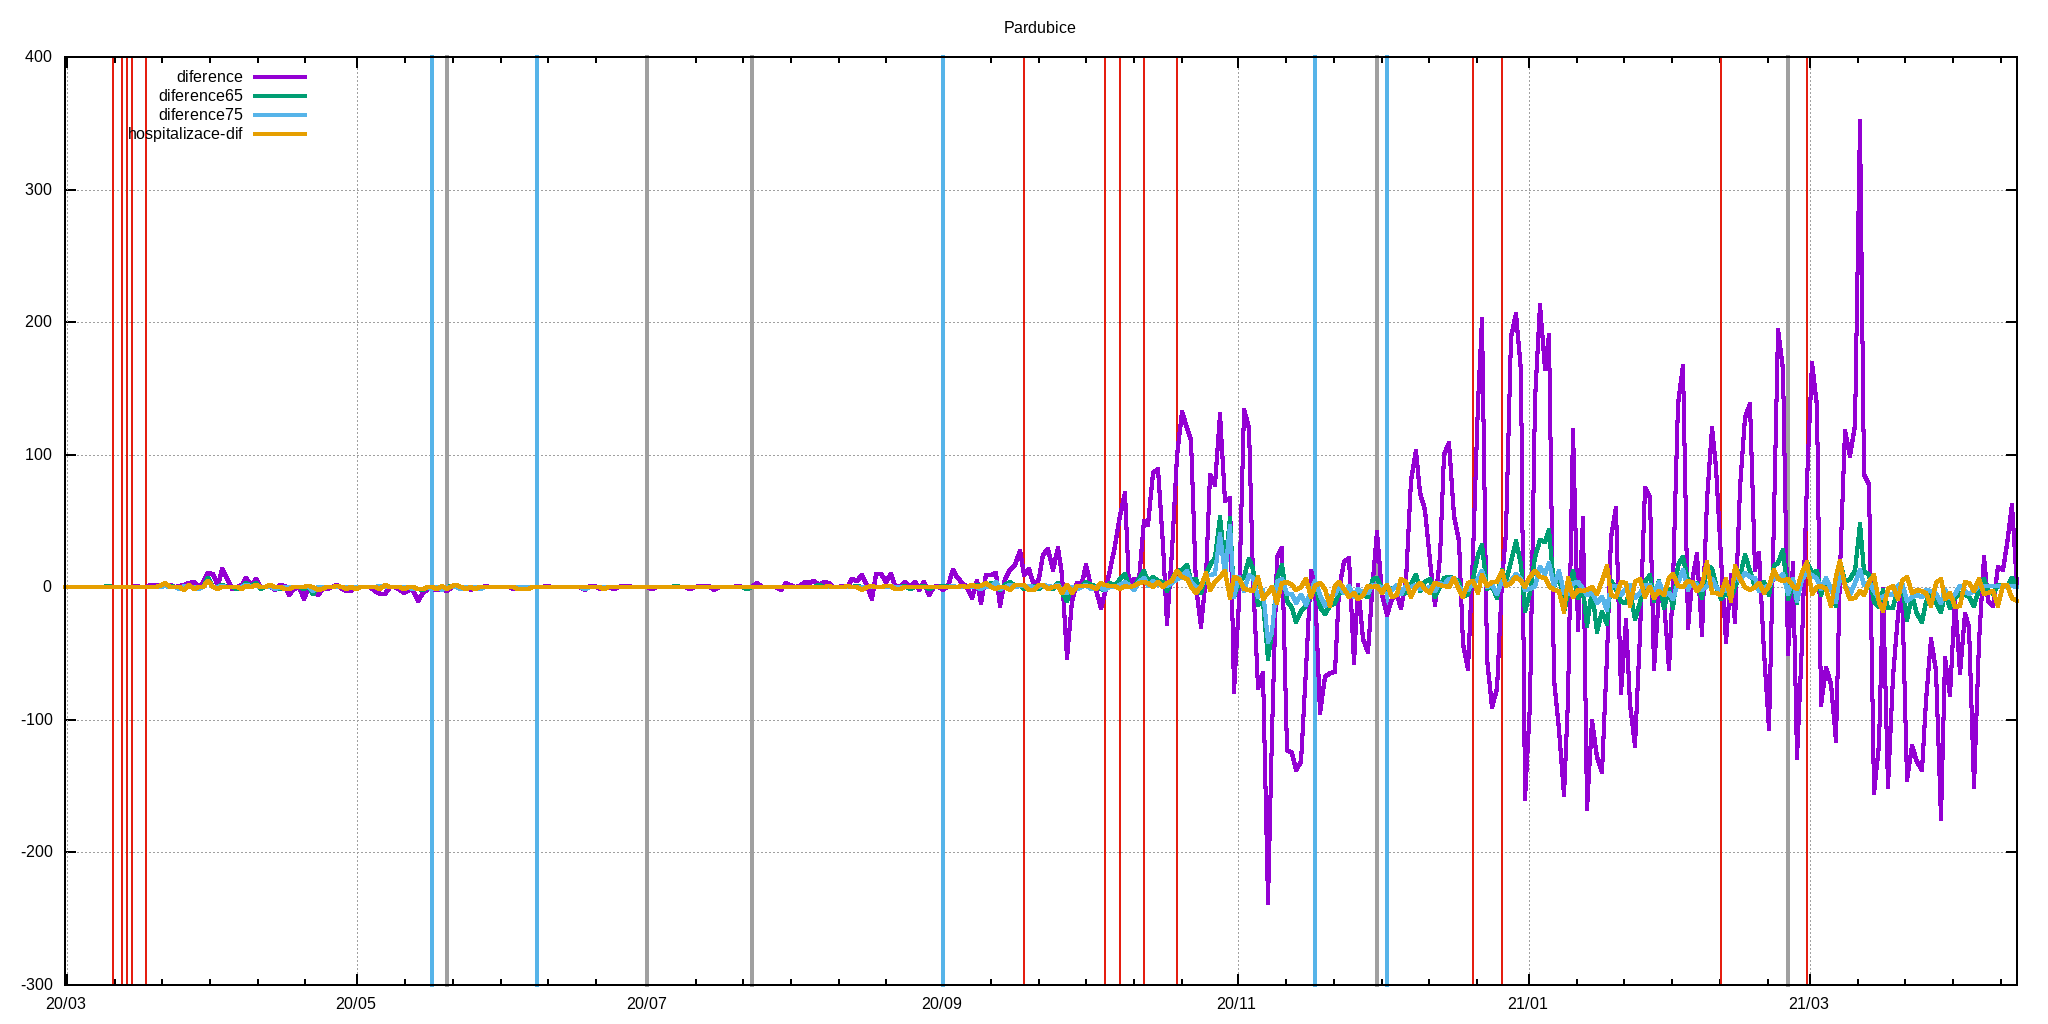 Pardubice
400
300
200
100
0
-100
-200
-300
diference
diference65
diference75
hospitalizace-dif
20/03 20/05 20/07 20/09 20/11 21/01 21/03